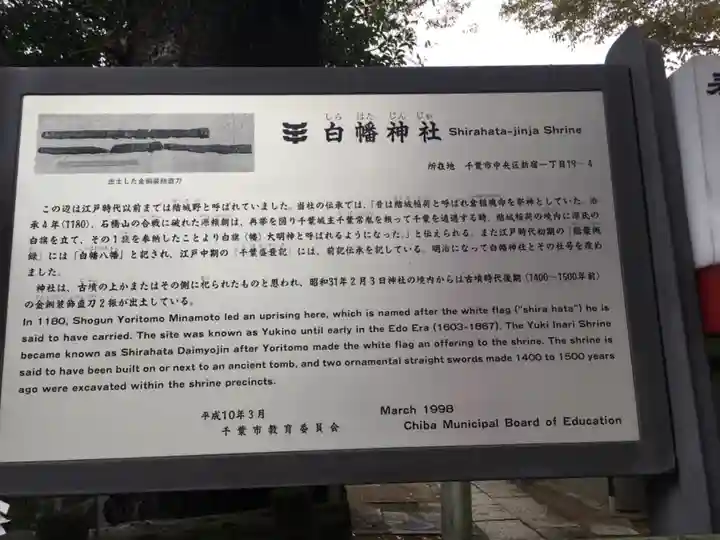 しら はた じん じゃ
白幡神社 Shirahata-jinja Shrine
出土した金銅装飾直刀
所在地 千葉市中央区新宿一丁目19-4
この辺は江戸時代以前までは結城野と呼ばれていました。当社の伝承では、「昔は結城稲荷と呼ばれ倉稲魂命を祭神としていた。治
承4年(1180)、石橋山の合戦に破れた源頼朝は、再挙を図り千葉城主千葉常胤を頼って千葉を通過する時、結城稲荷の境内に源氏の
白旗を立て、その1旗を奉納したことより白旗(幡)大明神と呼ばれるようになった。」と伝えられる。また江戸時代初期の
録」には「白幡八幡」と記され、江戸中期の「千葉盛衰記」には、前記伝承を記している。明治になって白幡神社とその社号を改め
ました。
神社は、古墳の上かまたはその側に祀られたものと思われ、昭和31年2月3日神社の境内からは古墳時代後期(1400～1500年前)
の金銅装飾直刀2振が出土している。
In 1180, Shogun Yoritomo Minamoto led an uprising here, which is named after the white flag ("shira hata") he is
said to have carried. The site was known as Yukino until early in the Edo Era (1603-1867). The Yuki Inari Shrine
became known as Shirahata Daimyojin after Yoritomo made the white flag an offering to the shrine. The shrine is
said to have been built on or next to an ancient tomb, and two ornamental straight swords made 1400 to 1500 years
ago were excavated within the shrine precincts.
平成10年3月 March 1998
千葉市教育委員会 Chiba Municipal Board of Education